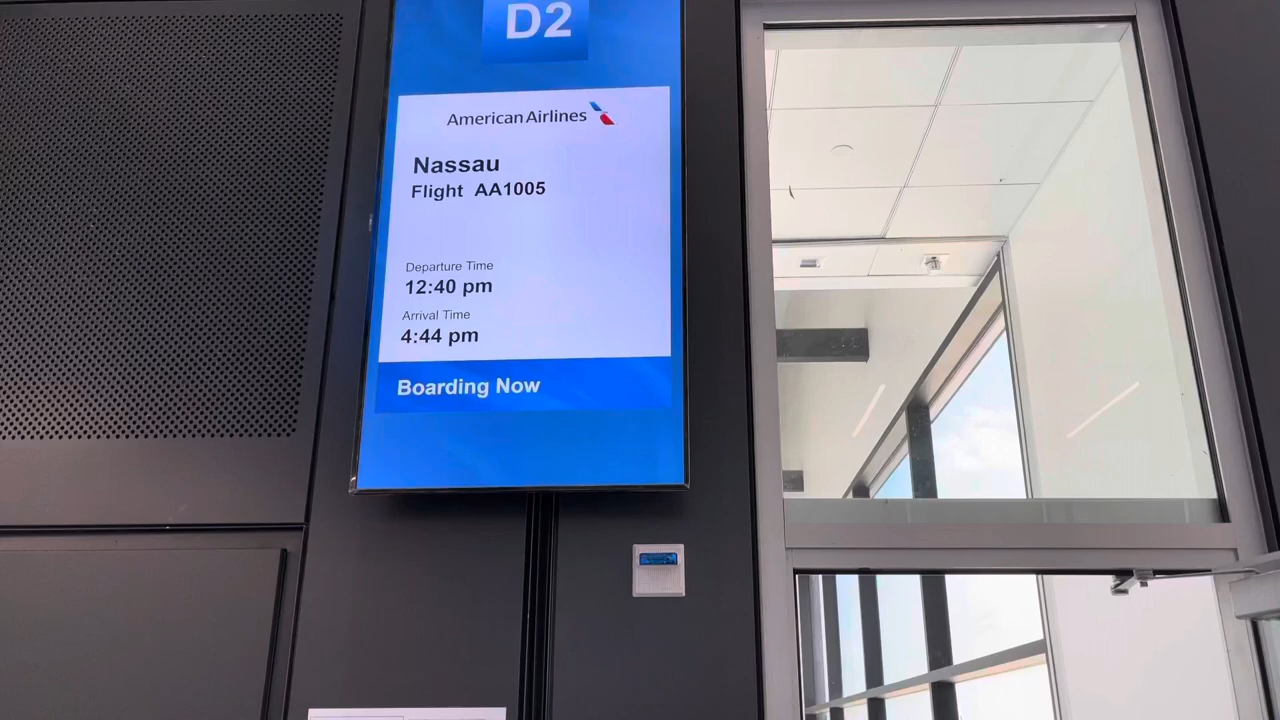 D2
American Airlines
Nassau
Flight AA1005
Departure Time
12:40 pm
Arrival Time
4:44 pm
Boarding Now